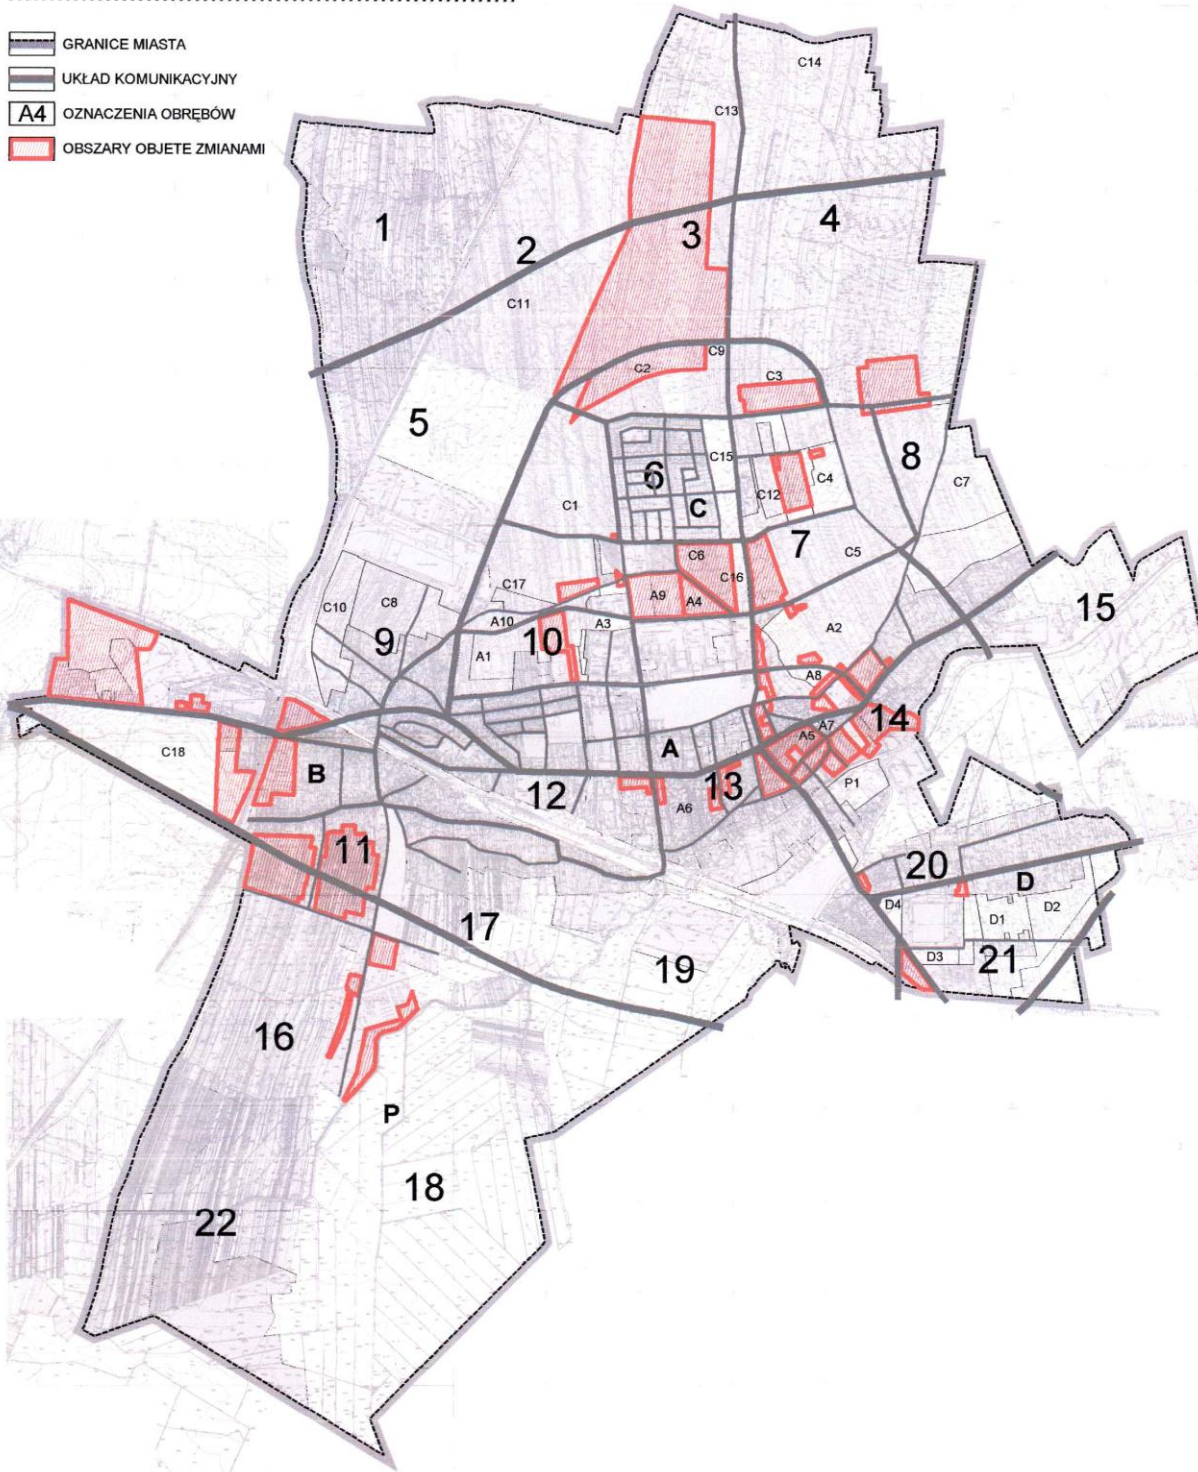 GRANICE MIASTA
UKŁAD KOMUNIKACYJNY
A4 OZNACZENIA OBRĘBÓW
OBSZARY OBJETE ZMIANAMI
C14
C13
1
2
3
4
C11
C9
C2
C3
5
6
C15
8
C
C12
C4
C7
C1
7
C6
C5
C16
C17
C10
C8
A9
A4
15
9
A10
10
A3
A2
A1
A8
14
A7
A5
C18
B
A
12
13
P1
A6
11
20
D
D4
D1
D2
17
19
D3
21
16
P
18
22